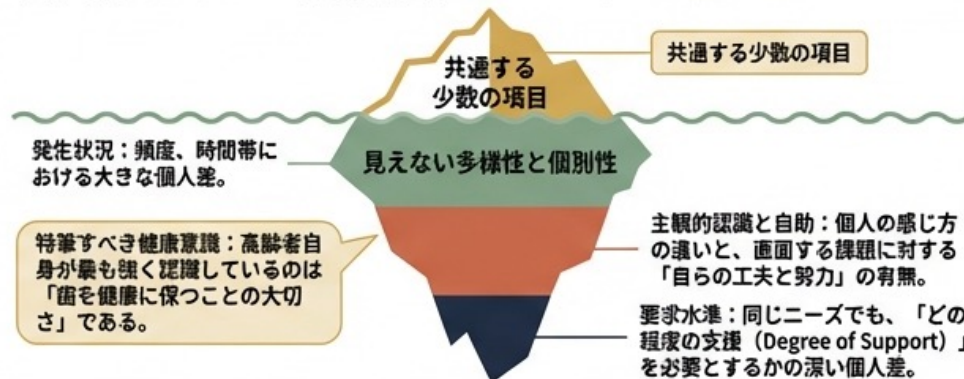 共通する
少数の項目
共通する少数の項目
発生状況：頻度、時間帯に
おける大きな個人差。
見えない多様性と個別性
特筆すべき健康意識：高齢者自
身が最も強く認識しているのは
「歯を健康に保つことの大切
さ」である。
主観的認識と自助：個人の感じ方
の違いと、直面する課題に対する
「自らの工夫と努力」の有無。
要求水準：同じニーズでも、「どの
程度の支援（Degree of Support）」
を必要とするかの深い個人差。